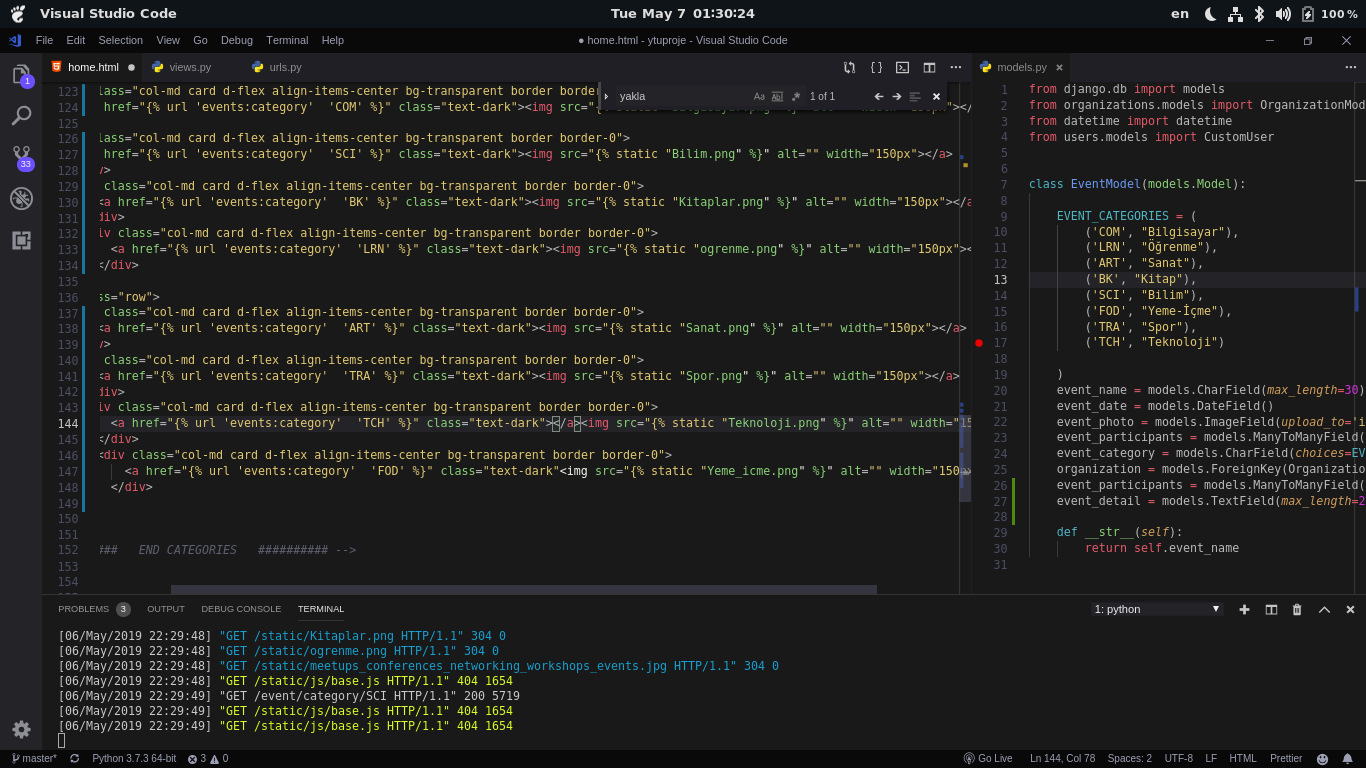 Visual Studio Code
Tue May 7  01:30:24
en
100 %
File Edit Selection View Go Debug Terminal Help
● home.html - ytuproje - Visual Studio Code
home.html ●
views.py
urls.py
models.py ×
yakla
Aa Abl .*
1 of 1
1
33
123 lass="col-md card d-flex align-items-center bg-transparent border bord
124 href="{% url 'events:category'  'COM' %}" class="text-dark"><img src="
125
126 lass="col-md card d-flex align-items-center bg-transparent border border-0">
127 href="{% url 'events:category'  'SCI' %}" class="text-dark"><img src="{% static "Bilim.png" %}" alt="" width="150px"></a>
128 />
129 class="col-md card d-flex align-items-center bg-transparent border border-0">
130 <a href="{% url 'events:category'  'BK' %}" class="text-dark"><img src="{% static "Kitaplar.png" %}" alt="" width="150px"></a
131 div>
132 iv class="col-md card d-flex align-items-center bg-transparent border border-0">
133 <a href="{% url 'events:category'  'LRN' %}" class="text-dark"><img src="{% static "ogrenme.png" %}" alt="" width="150px"><
134 </div>
135
136 ss="row">
137 class="col-md card d-flex align-items-center bg-transparent border border-0">
138 <a href="{% url 'events:category'  'ART' %}" class="text-dark"><img src="{% static "Sanat.png" %}" alt="" width="150px"></a>
139 />
140 class="col-md card d-flex align-items-center bg-transparent border border-0">
141 <a href="{% url 'events:category'  'TRA' %}" class="text-dark"><img src="{% static "Spor.png" %}" alt="" width="150px"></a>
142 div>
143 iv class="col-md card d-flex align-items-center bg-transparent border border-0">
144 <a href="{% url 'events:category'  'TCH' %}" class="text-dark"></a><img src="{% static "Teknoloji.png" %}" alt="" width="15
145 </div>
146 <div class="col-md card d-flex align-items-center bg-transparent border border-0">
147 <a href="{% url 'events:category'  'FOD' %}" class="text-dark"<img src="{% static "Yeme_icme.png" %}" alt="" width="150px
148 </div>
149
150
151
152 ###   END CATEGORIES   ########## -->
153
154
1 from django.db import models
2 from organizations.models import OrganizationMod
3 from datetime import datetime
4 from users.models import CustomUser
5
6
7 class EventModel(models.Model):
8
9 EVENT_CATEGORIES = (
10 ('COM', "Bilgisayar"),
11 ('LRN', "Öğrenme"),
12 ('ART', "Sanat"),
13 ('BK', "Kitap"),
14 ('SCI', "Bilim"),
15 ('FOD', "Yeme-İçme"),
16 ('TRA', "Spor"),
17 ('TCH', "Teknoloji")
18
19 )
20 event_name = models.CharField(max_length=30)
21 event_date = models.DateField()
22 event_photo = models.ImageField(upload_to='i
23 event_participants = models.ManyToManyField(
24 event_category = models.CharField(choices=EV
25 organization = models.ForeignKey(Organizatio
26 event_participants = models.ManyToManyField(
27 event_detail = models.TextField(max_length=2
28
29 def __str__(self):
30 return self.event_name
31
PROBLEMS 3 OUTPUT DEBUG CONSOLE TERMINAL
1: python
[06/May/2019 22:29:48] "GET /static/Kitaplar.png HTTP/1.1" 304 0
[06/May/2019 22:29:48] "GET /static/ogrenme.png HTTP/1.1" 304 0
[06/May/2019 22:29:48] "GET /static/meetups_conferences_networking_workshops_events.jpg HTTP/1.1" 304 0
[06/May/2019 22:29:48] "GET /static/js/base.js HTTP/1.1" 404 1654
[06/May/2019 22:29:49] "GET /event/category/SCI HTTP/1.1" 200 5719
[06/May/2019 22:29:49] "GET /static/js/base.js HTTP/1.1" 404 1654
[06/May/2019 22:29:49] "GET /static/js/base.js HTTP/1.1" 404 1654
master* Python 3.7.3 64-bit 3 0 Go Live Ln 144, Col 78 Spaces: 2 UTF-8 LF HTML Prettier